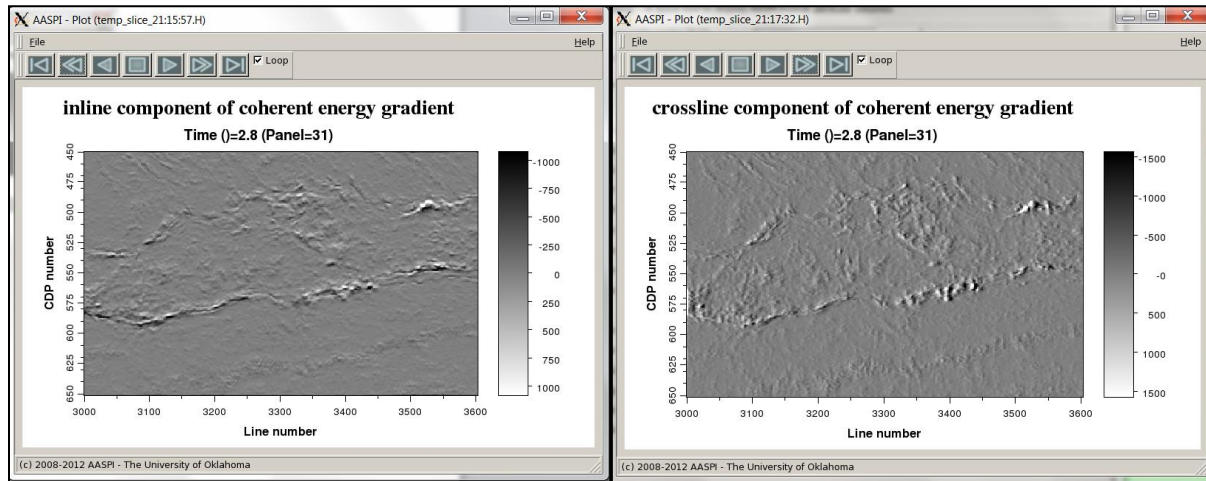 AASPI - Plot (temp_slice_21:15:57.H)
File
Help
Loop
inline component of coherent energy gradient
Time ()=2.8 (Panel=31)
CDP number
450
475
500
525
550
575
600
625
650
3000
3100
3200
3300
3400
3500
3600
Line number
-1000
-750
-500
-250
0
250
500
750
1000
(c) 2008-2012 AASPI - The University of Oklahoma
AASPI - Plot (temp_slice_21:17:32.H)
File
Help
Loop
crossline component of coherent energy gradient
Time ()=2.8 (Panel=31)
CDP number
450
475
500
525
550
575
600
625
650
3000
3100
3200
3300
3400
3500
3600
Line number
-1500
-1000
-500
-0
500
1000
1500
(c) 2008-2012 AASPI - The University of Oklahoma